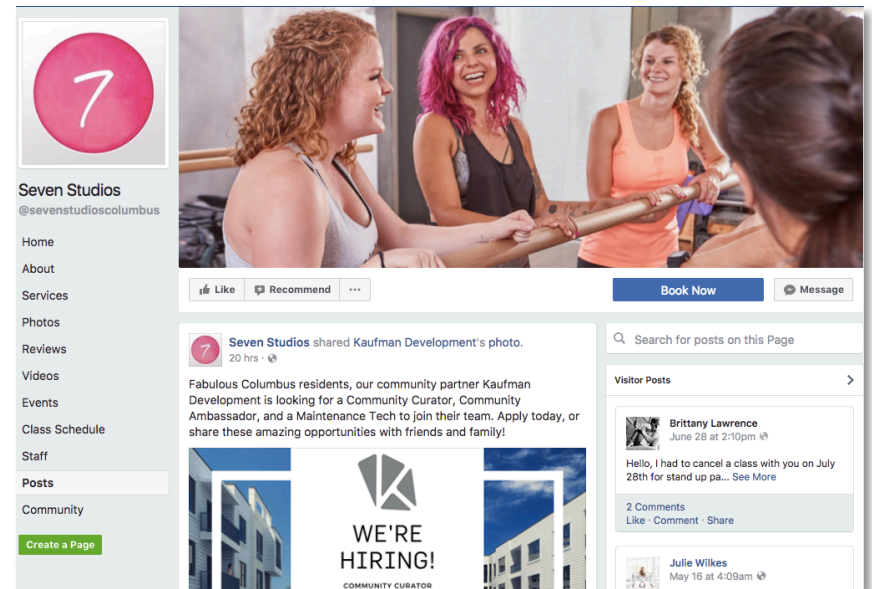 7
Seven Studios
@sevenstudioscolumbus
Home
About
Services
Photos
Reviews
Videos
Events
Class Schedule
Staff
Posts
Community
Create a Page
Like
Recommend
...
Book Now
Message
7
Seven Studios shared Kaufman Development's photo.
20 hrs ·
Fabulous Columbus residents, our community partner Kaufman
Development is looking for a Community Curator, Community
Ambassador, and a Maintenance Tech to join their team. Apply today, or
share these amazing opportunities with friends and family!
K
WE'RE
HIRING!
COMMUNITY CURATOR
Search for posts on this Page
Visitor Posts
Brittany Lawrence
June 28 at 2:10pm
Hello, I had to cancel a class with you on July
28th for stand up pa... See More
2 Comments
Like · Comment · Share
Julie Wilkes
May 16 at 4:09am